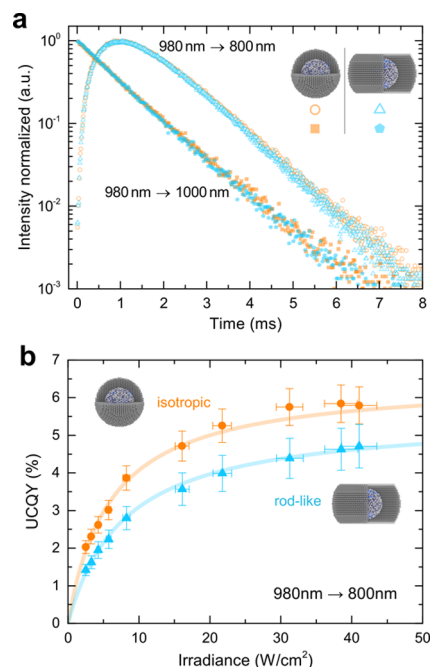 a
980 nm → 800 nm
980 nm → 1000 nm
Intensity normalized (a.u.)
10⁰
10⁻¹
10⁻²
10⁻³
0 1 2 3 4 5 6 7 8
Time (ms)
b
isotropic
rod-like
980nm → 800nm
UCQY (%)
7
6
5
4
3
2
1
0
0 10 20 30 40 50
Irradiance (W/cm²)